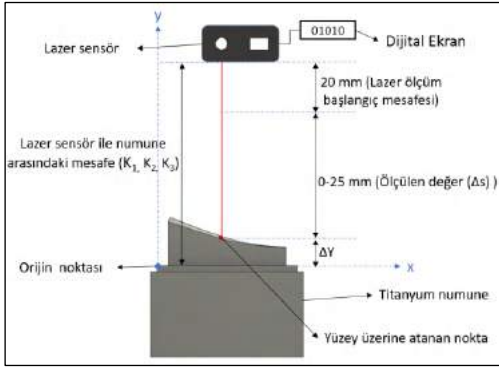 y
01010
Lazer sensör
Dijital Ekran
20 mm (Lazer ölçüm
başlangıç mesafesi)
Lazer sensör ile numune
arasındaki mesafe (K₁, K₂, K₃)
0-25 mm (Ölçülen değer (Δs) )
ΔY
Orijin noktası
x
Titanyum numune
Yüzey üzerine atanan nokta